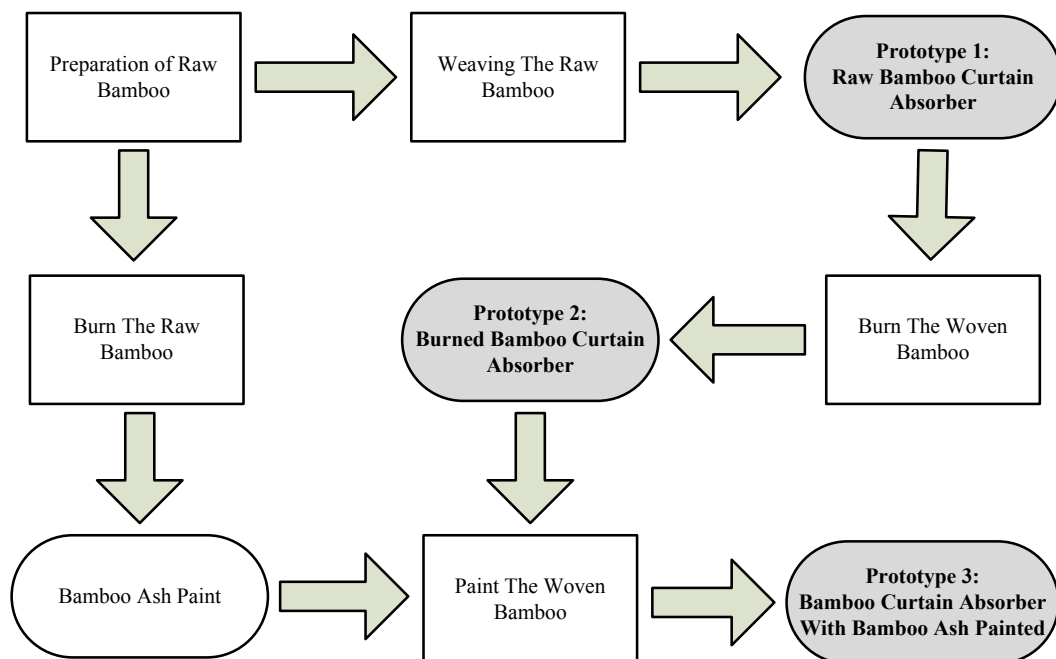 Preparation of Raw
Bamboo
Weaving The Raw
Bamboo
Prototype 1:
Raw Bamboo Curtain
Absorber
Burn The Raw
Bamboo
Prototype 2:
Burned Bamboo Curtain
Absorber
Burn The Woven
Bamboo
Bamboo Ash Paint
Paint The Woven
Bamboo
Prototype 3:
Bamboo Curtain Absorber
With Bamboo Ash Painted